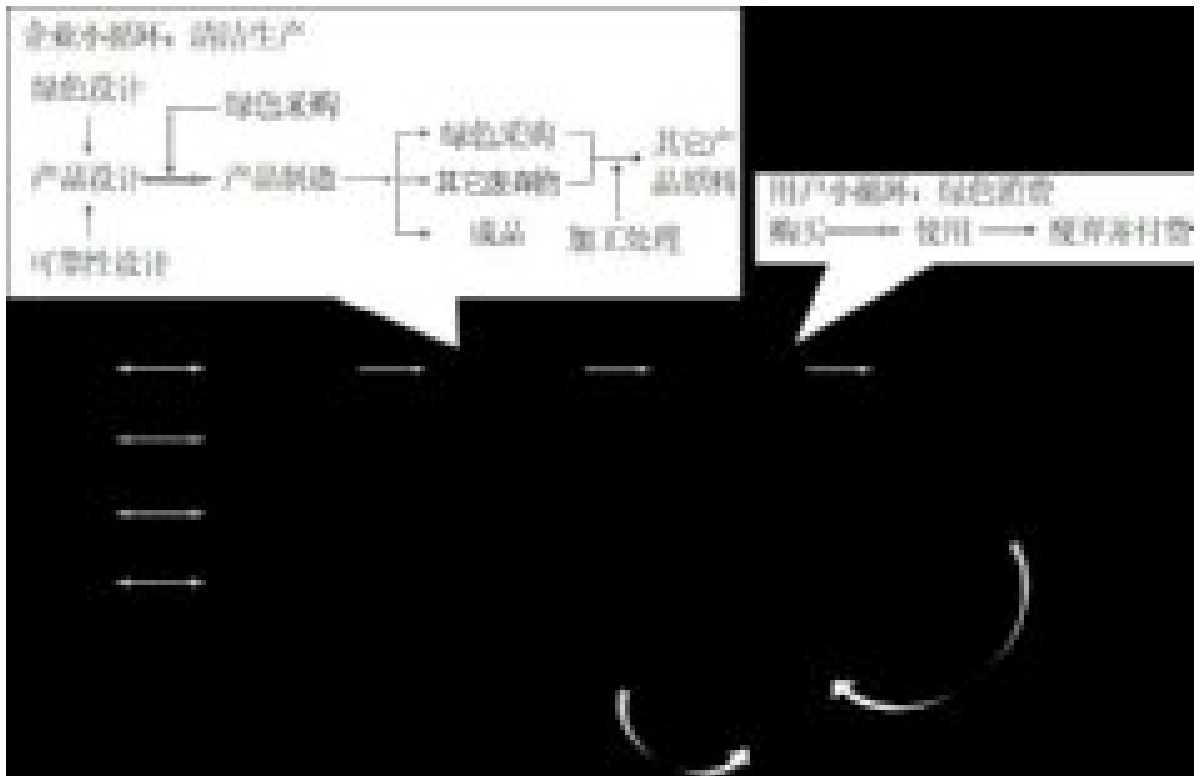 企业小循环，清洁生产
绿色设计
绿色采购
产品设计
产品制造
绿色采购
其它废弃物
成品
其它产
品原料
加工处理
可靠性设计
用户小循环，绿色消费
购买
使用
废弃并付费